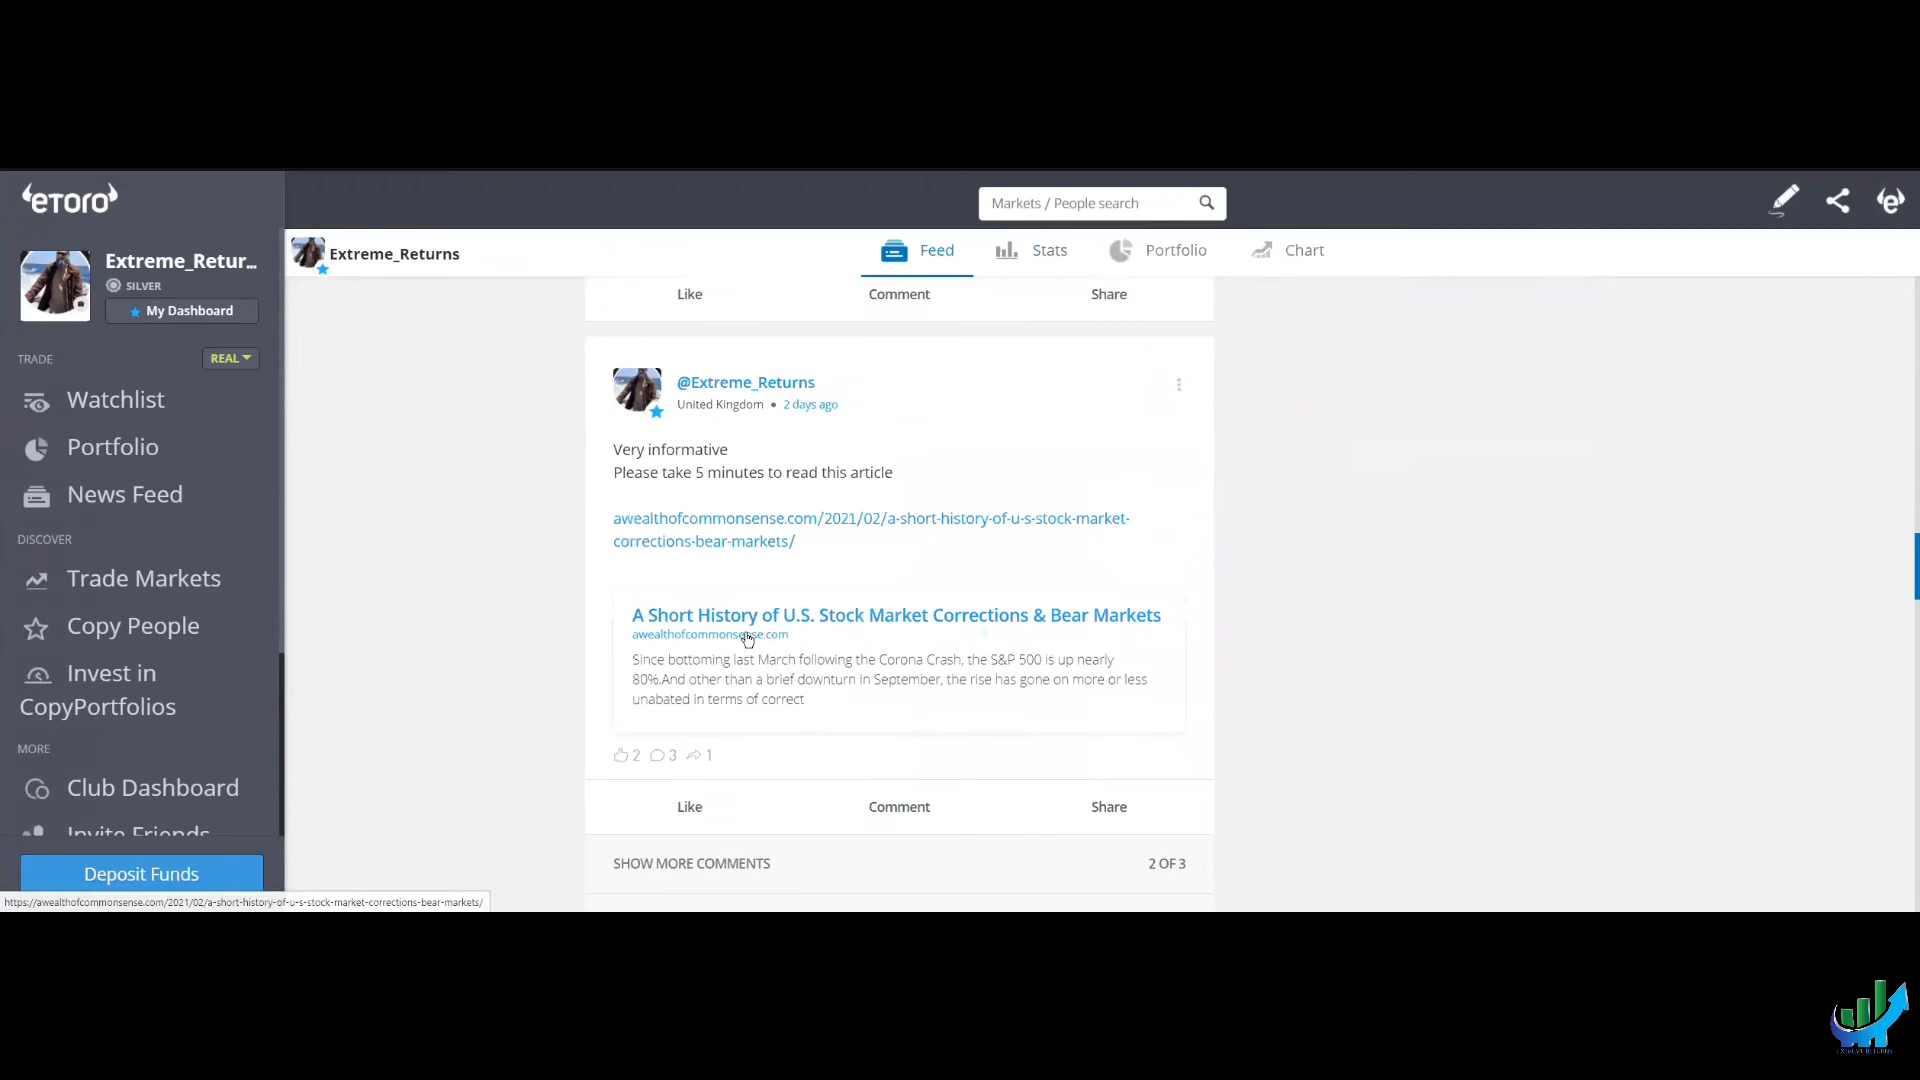 eToro
Markets / People search
Extreme_Retur...
SILVER
My Dashboard
TRADE
REAL
Watchlist
Portfolio
News Feed
DISCOVER
Trade Markets
Copy People
Invest in
CopyPortfolios
MORE
Club Dashboard
Invite Friends
Deposit Funds
https://awealthofcommonsense.com/2021/02/a-short-history-of-u-s-stock-market-corrections-bear-markets/
Extreme_Returns
Feed
Stats
Portfolio
Chart
Like
Comment
Share
@Extreme_Returns
United Kingdom • 2 days ago
Very informative
Please take 5 minutes to read this article
awealthofcommonsense.com/2021/02/a-short-history-of-u-s-stock-market-
corrections-bear-markets/
A Short History of U.S. Stock Market Corrections & Bear Markets
awealthofcommonsense.com
Since bottoming last March following the Corona Crash, the S&P 500 is up nearly
80%.And other than a brief downturn in September, the rise has gone on more or less
unabated in terms of correct
2 3 1
Like
Comment
Share
SHOW MORE COMMENTS
2 OF 3
EXTREME RETURNS